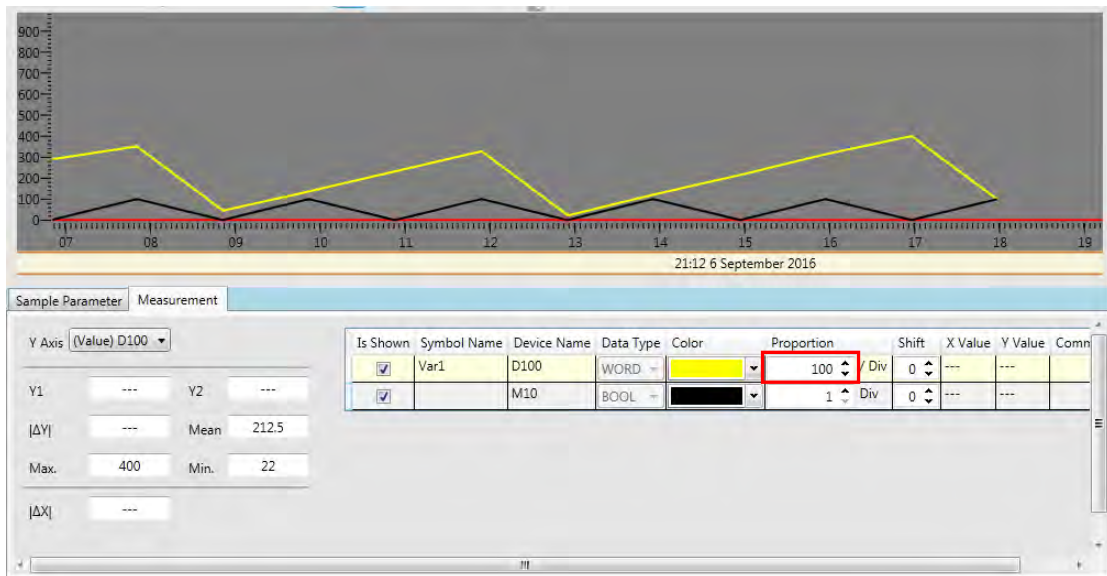 900
800
700
600
500
400
300
200
100
0
07 08 09 10 11 12 13 14 15 16 17 18 19
21:12 6 September 2016
Sample Parameter Measurement
Y Axis (Value) D100
Is Shown Symbol Name Device Name Data Type Color Proportion Shift X Value Y Value Comn
Var1 D100 WORD 100 / Div 0 --- ---
Y1 --- Y2 ---
M10 BOOL 1 Div 0 --- ---
|ΔY| --- Mean 212.5
Max. 400 Min. 22
|ΔX| ---